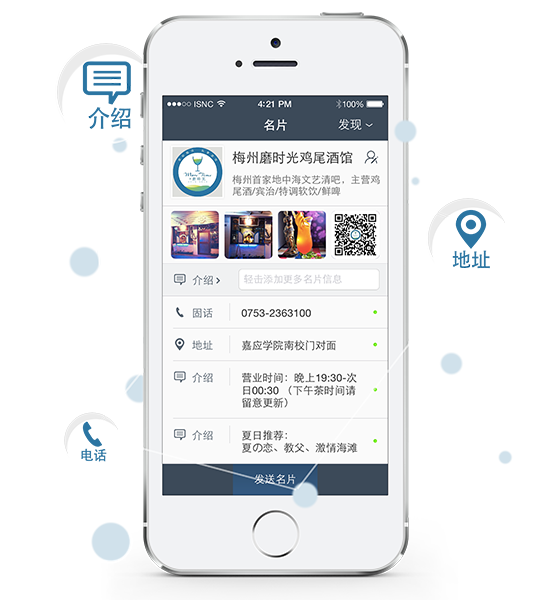 介绍
ISNC
4:21 PM
100%
名片
发现
梅州磨时光鸡尾酒馆
梅州首家地中海文艺清吧，主营鸡
尾酒/宾治/特调软饮/鲜啤
介绍
轻击添加更多名片信息
固话
0753-2363100
地址
嘉应学院南校门对面
介绍
营业时间：晚上19:30-次
日00:30 （下午茶时间请
留意更新）
介绍
夏日推荐：
夏の恋、教父、激情海滩
发送名片
地址
电话